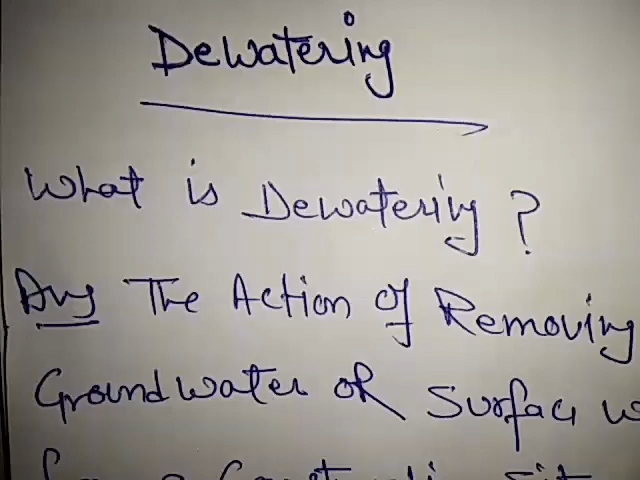 Dewatering
What is Dewatering?
Ans The Action of Removing
Groundwater or Surface